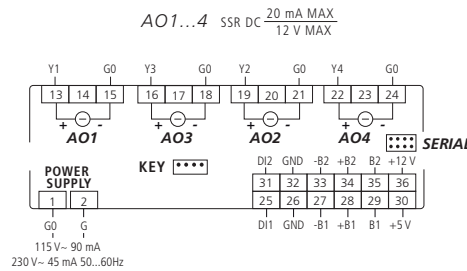 AO1...4 SSR DC 20 mA MAX
12 V MAX
Y1 G0 Y3 G0 Y2 G0 Y4 G0
13 14 15 16 17 18 19 20 21 22 23 24
+ - + - + - + -
AO1 AO3 AO2 AO4
SERIAL
KEY
DI2 GND -B2 +B2 B2 +12 V
POWER
SUPPLY
31 32 33 34 35 36
1 2 25 26 27 28 29 30
G0 G DI1 GND -B1 +B1 B1 +5 V
115 V~ 90 mA
230 V~ 45 mA 50...60Hz